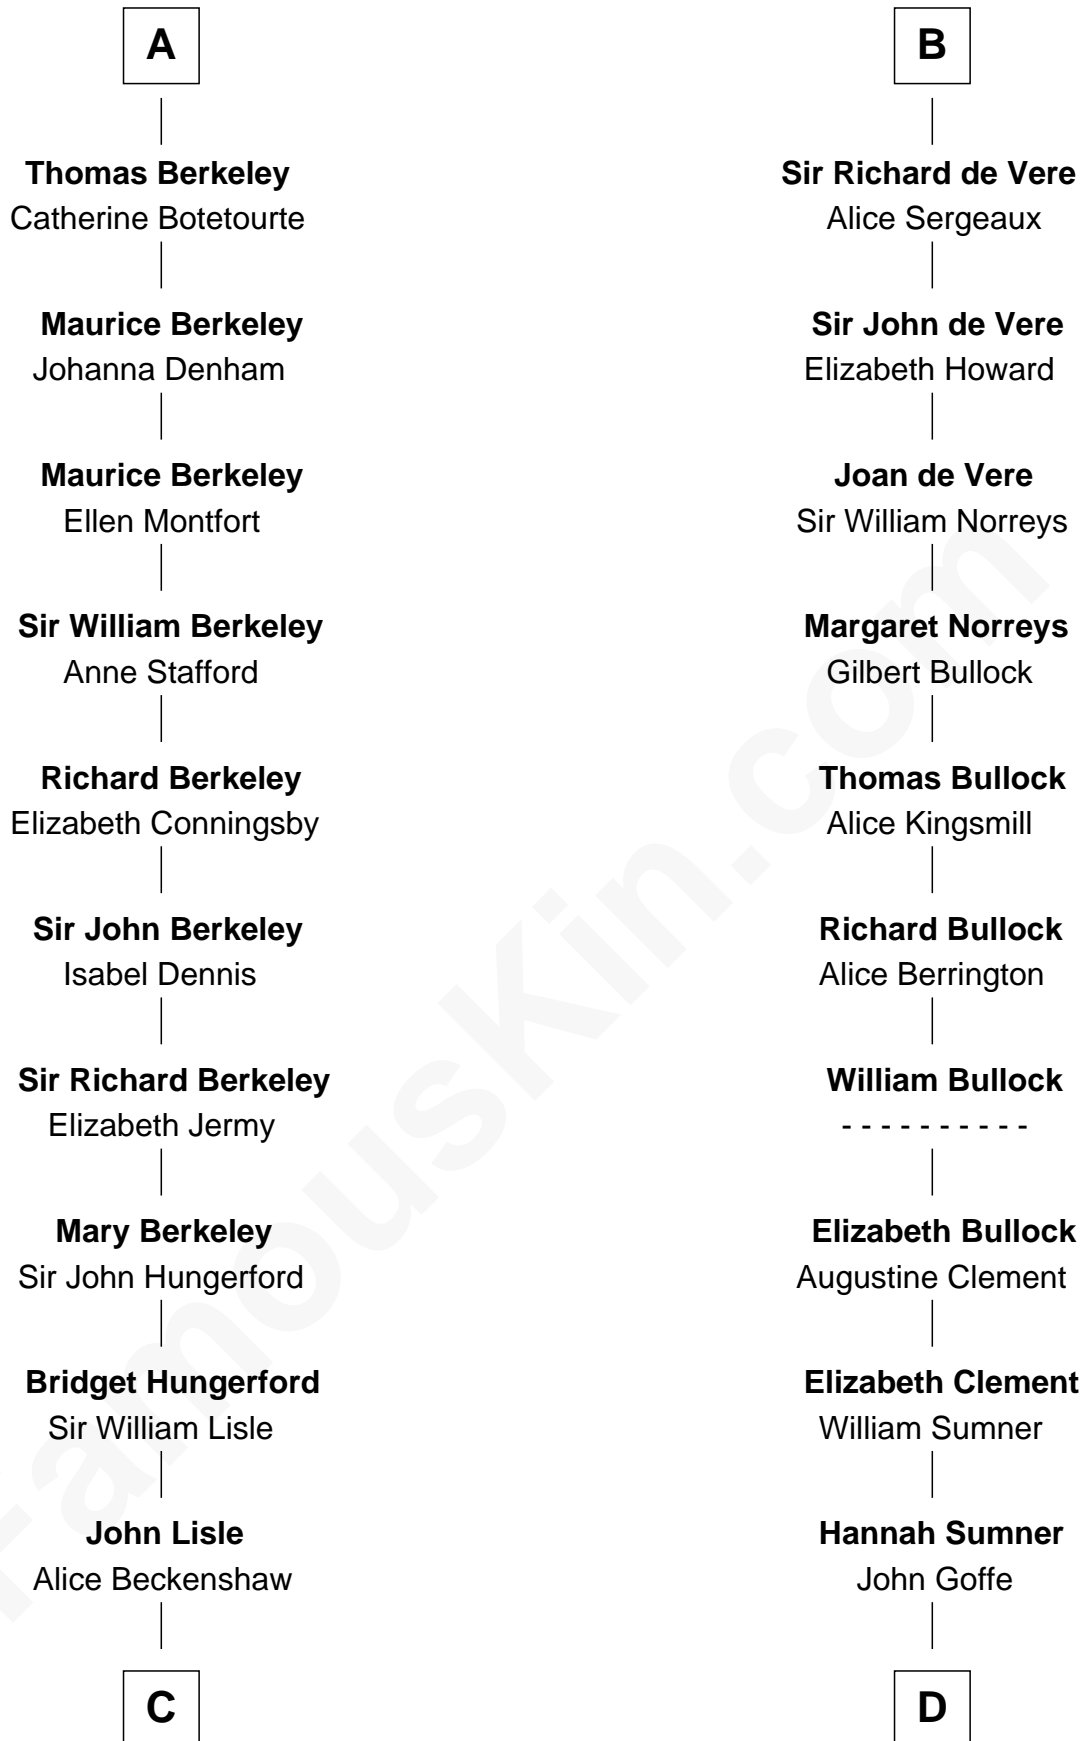 A
Thomas Berkeley
Catherine Botetourte
Maurice Berkeley
Johanna Denham
Maurice Berkeley
Ellen Montfort
Sir William Berkeley
Anne Stafford
Richard Berkeley
Elizabeth Conningsby
Sir John Berkeley
Isabel Dennis
Sir Richard Berkeley
Elizabeth Jermy
Mary Berkeley
Sir John Hungerford
Bridget Hungerford
Sir William Lisle
John Lisle
Alice Beckenshaw
C
B
Sir Richard de Vere
Alice Sergeaux
Sir John de Vere
Elizabeth Howard
Joan de Vere
Sir William Norreys
Margaret Norreys
Gilbert Bullock
Thomas Bullock
Alice Kingsmill
Richard Bullock
Alice Berrington
William Bullock
- - - - - - - - - -
Elizabeth Bullock
Augustine Clement
Elizabeth Clement
William Sumner
Hannah Sumner
John Goffe
D
FamousKin.com